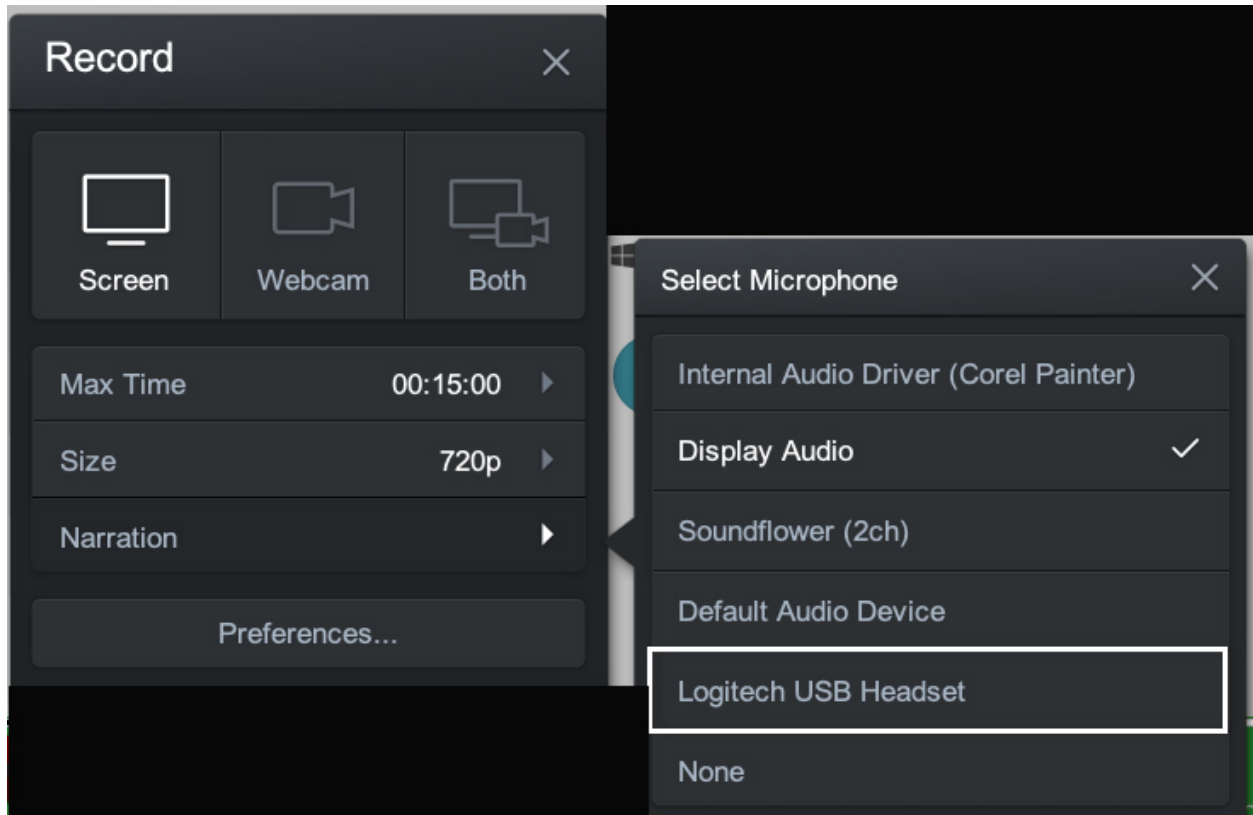 Record
Screen
Webcam
Both
Max Time 00:15:00
Size 720p
Narration
Preferences...
Select Microphone
Internal Audio Driver (Corel Painter)
Display Audio
Soundflower (2ch)
Default Audio Device
Logitech USB Headset
None